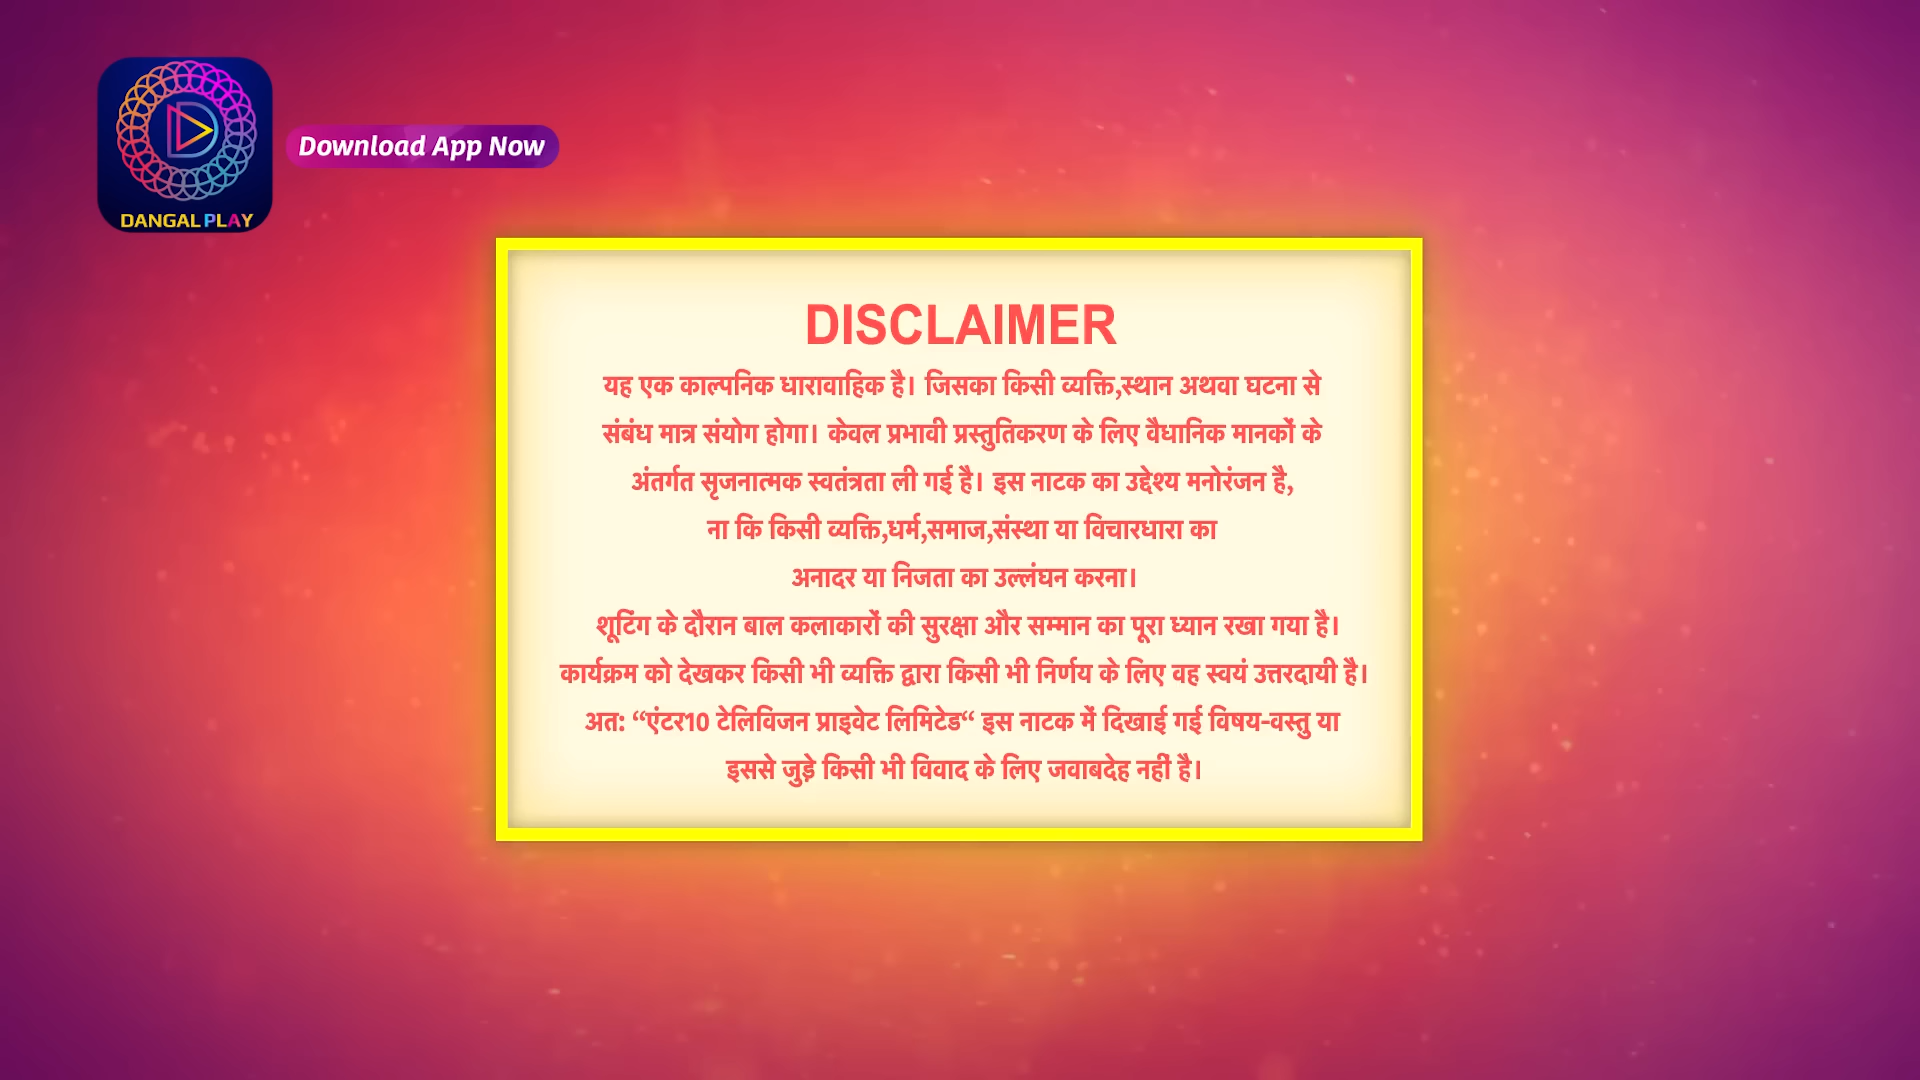 DANGAL PLAY
Download App Now
DISCLAIMER
यह एक काल्पनिक धारावाहिक है। जिसका किसी व्यक्ति,स्थान अथवा घटना से
संबंध मात्र संयोग होगा। केवल प्रभावी प्रस्तुतिकरण के लिए वैधानिक मानकों के
अंतर्गत सृजनात्मक स्वतंत्रता ली गई है। इस नाटक का उद्देश्य मनोरंजन है,
ना कि किसी व्यक्ति,धर्म,समाज,संस्था या विचारधारा का
अनादर या निजता का उल्लंघन करना।
शूटिंग के दौरान बाल कलाकारों की सुरक्षा और सम्मान का पूरा ध्यान रखा गया है।
कार्यक्रम को देखकर किसी भी व्यक्ति द्वारा किसी भी निर्णय के लिए वह स्वयं उत्तरदायी है।
अत: “एंटर10 टेलिविजन प्राइवेट लिमिटेड“ इस नाटक में दिखाई गई विषय-वस्तु या
इससे जुड़े किसी भी विवाद के लिए जवाबदेह नहीं है।